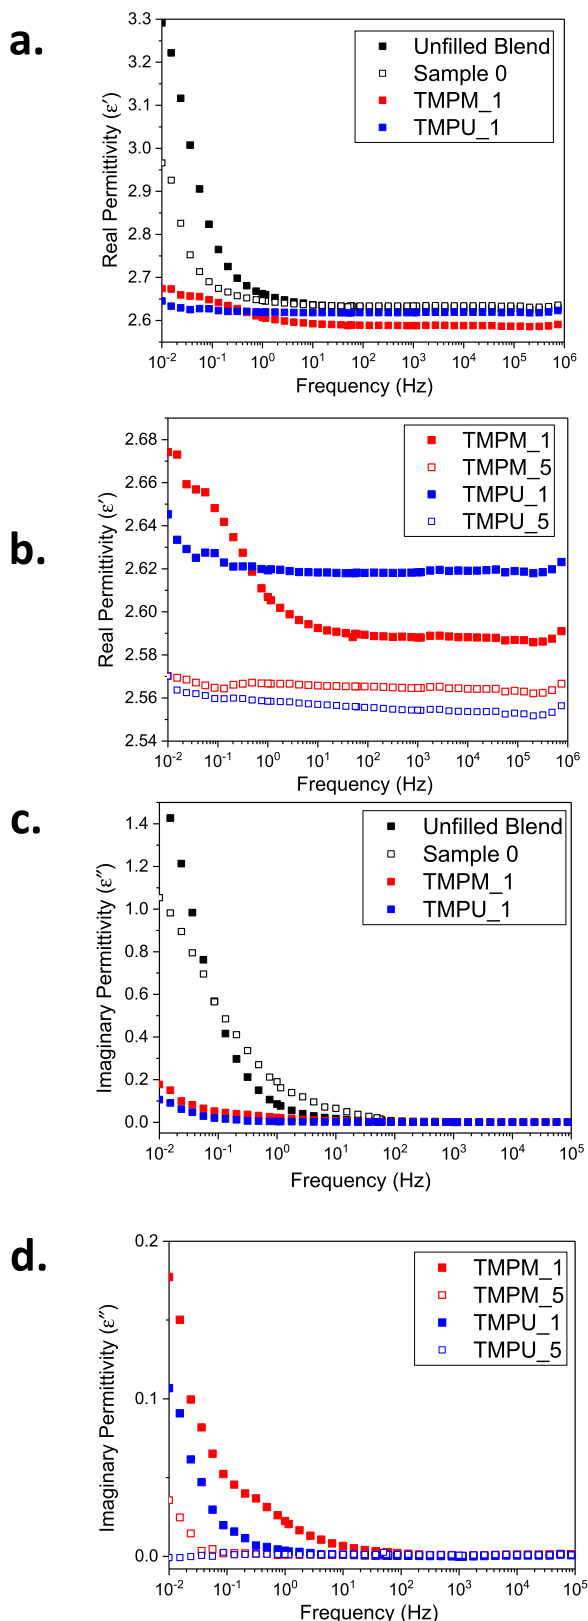 a.
3.3
3.2
3.1
3.0
2.9
2.8
2.7
2.6
Real Permittivity (ε′)
Unfilled Blend
Sample 0
TMPM_1
TMPU_1
10-2 10-1 100 101 102 103 104 105 106
Frequency (Hz)
b.
2.68
2.66
2.64
2.62
2.60
2.58
2.56
2.54
Real Permittivity (ε′)
TMPM_1
TMPM_5
TMPU_1
TMPU_5
10-2 10-1 100 101 102 103 104 105 106
Frequency (Hz)
c.
1.4
1.2
1.0
0.8
0.6
0.4
0.2
0.0
Imaginary Permittivity (ε″)
Unfilled Blend
Sample 0
TMPM_1
TMPU_1
10-2 10-1 100 101 102 103 104 105
Frequency (Hz)
d.
0.2
0.1
0.0
Imaginary Permittivity (ε″)
TMPM_1
TMPM_5
TMPU_1
TMPU_5
10-2 10-1 100 101 102 103 104 105
Frequency (Hz)